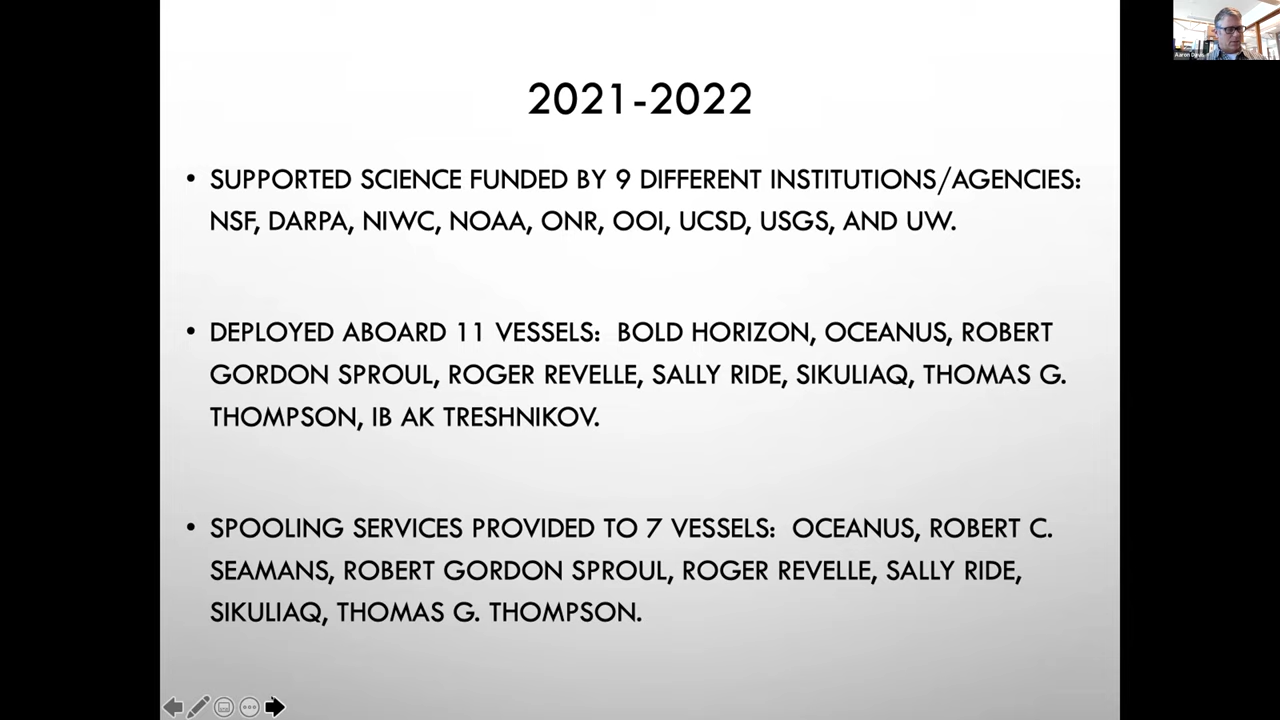 Aaron Davis
2021-2022
• SUPPORTED SCIENCE FUNDED BY 9 DIFFERENT INSTITUTIONS/AGENCIES:
NSF, DARPA, NIWC, NOAA, ONR, OOI, UCSD, USGS, AND UW.
• DEPLOYED ABOARD 11 VESSELS: BOLD HORIZON, OCEANUS, ROBERT
GORDON SPROUL, ROGER REVELLE, SALLY RIDE, SIKULIAQ, THOMAS G.
THOMPSON, IB AK TRESHNIKOV.
• SPOOLING SERVICES PROVIDED TO 7 VESSELS: OCEANUS, ROBERT C.
SEAMANS, ROBERT GORDON SPROUL, ROGER REVELLE, SALLY RIDE,
SIKULIAQ, THOMAS G. THOMPSON.